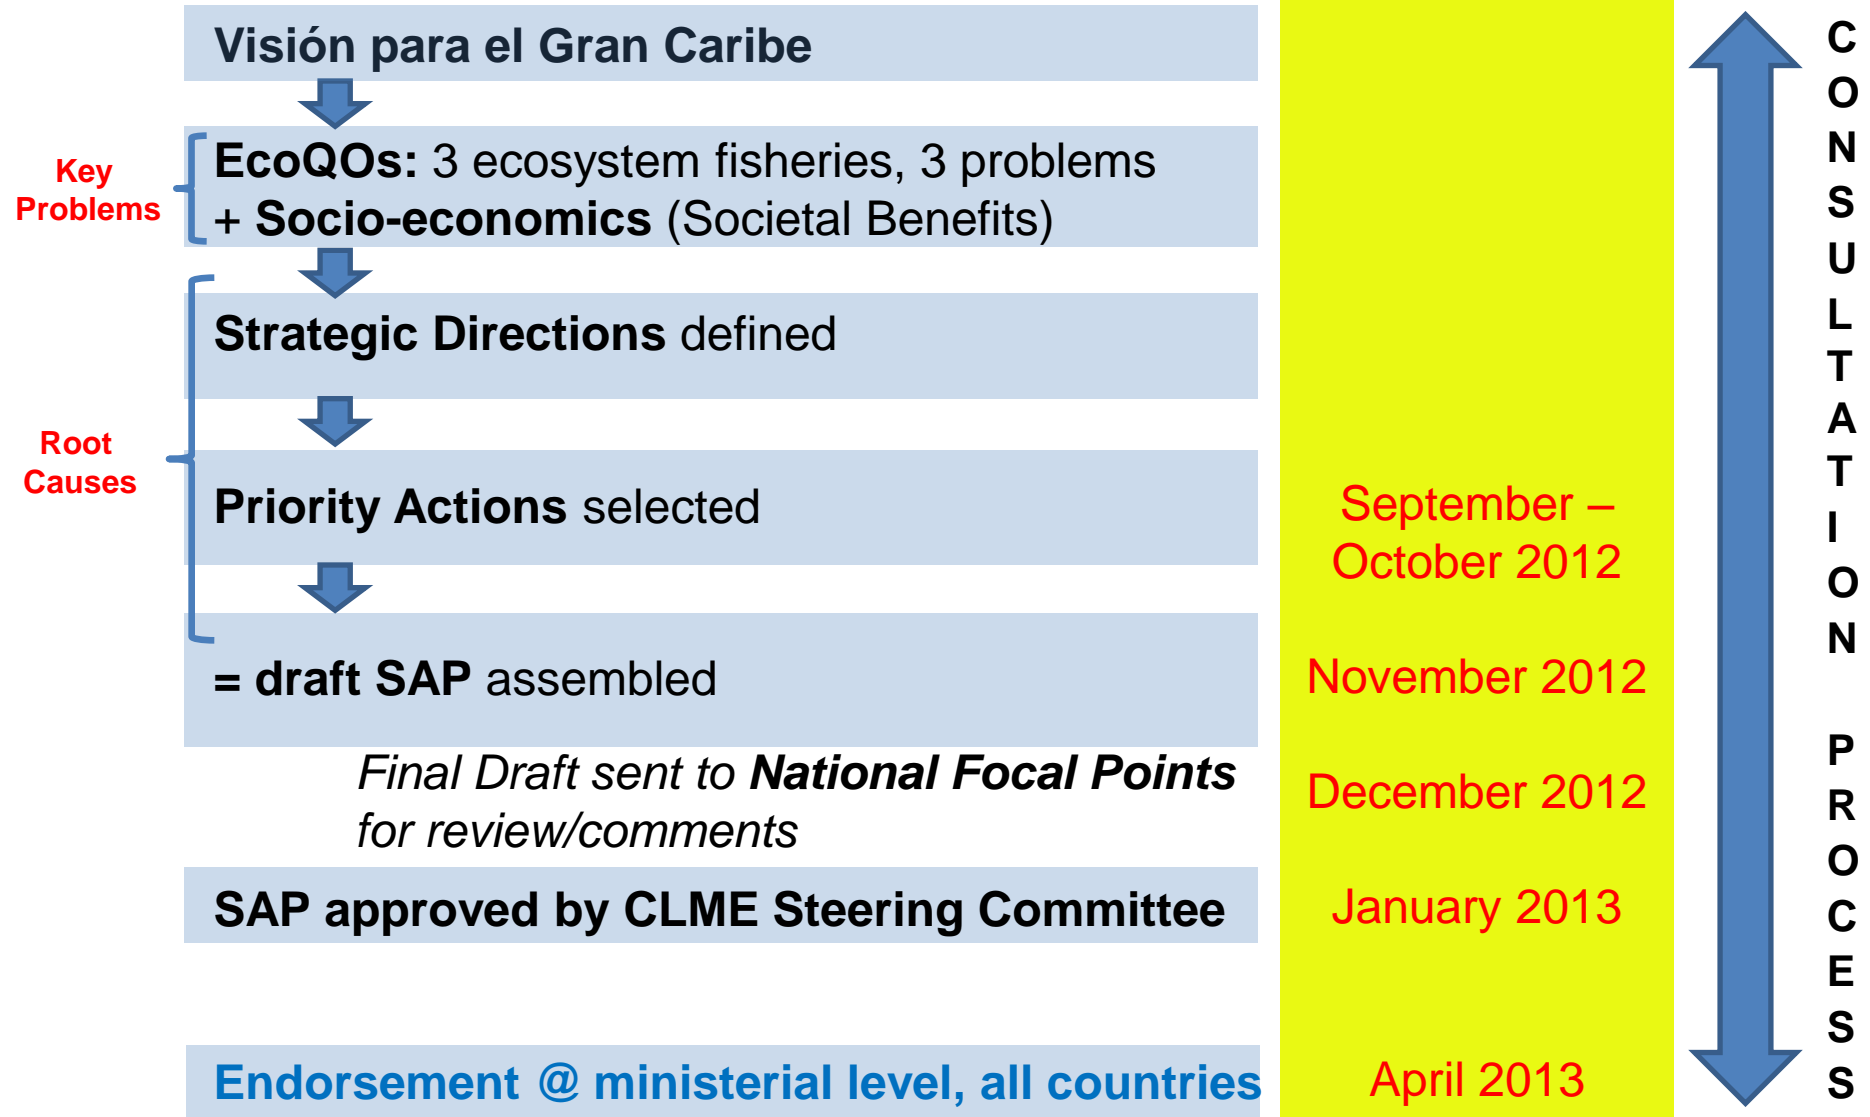 Visión para el Gran Caribe
Key
Problems
EcoQOs: 3 ecosystem fisheries, 3 problems
+ Socio-economics (Societal Benefits)
Strategic Directions defined
Root
Causes
Priority Actions selected
September –
October 2012
= draft SAP assembled
November 2012
Final Draft sent to National Focal Points
for review/comments
December 2012
SAP approved by CLME Steering Committee
January 2013
Endorsement @ ministerial level, all countries
April 2013
CONSULTATION PROCESS